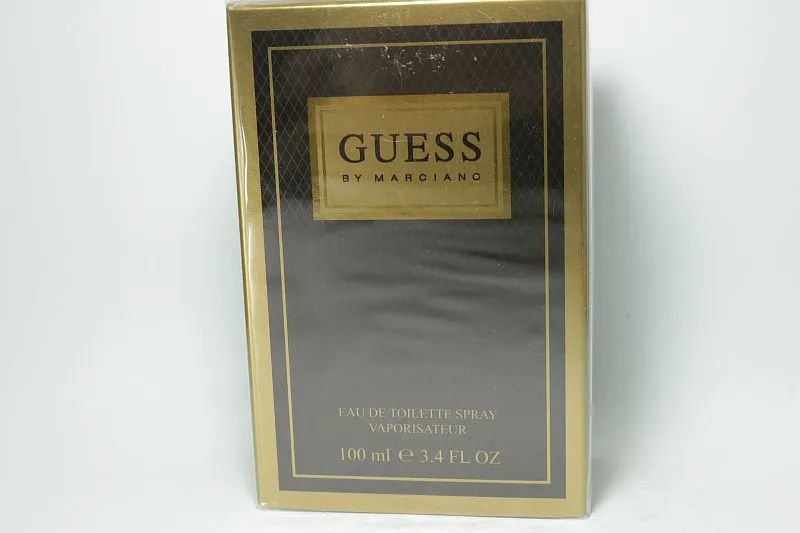 GUESS
BY MARCIANO
EAU DE TOILETTE SPRAY
VAPORISATEUR
100 ml ℮ 3.4 FL OZ